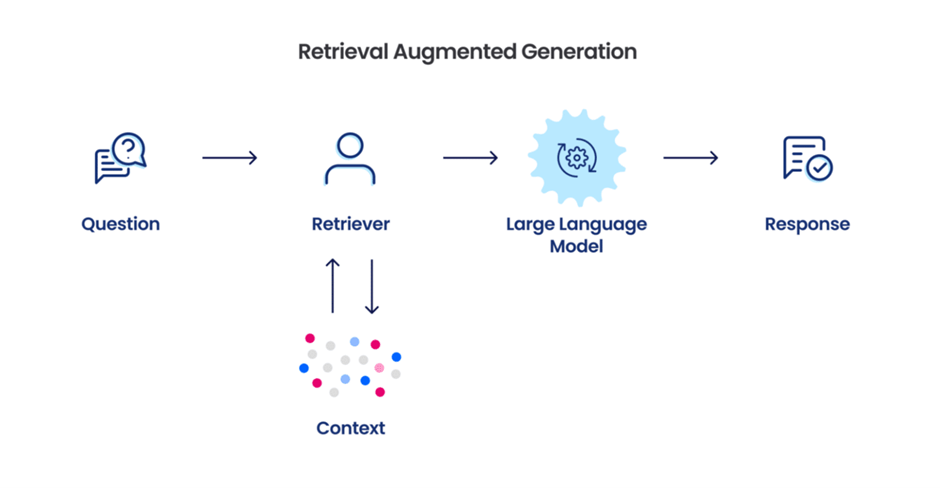 Retrieval Augmented Generation
?
Question
Retriever
Large Language
Model
Response
Context